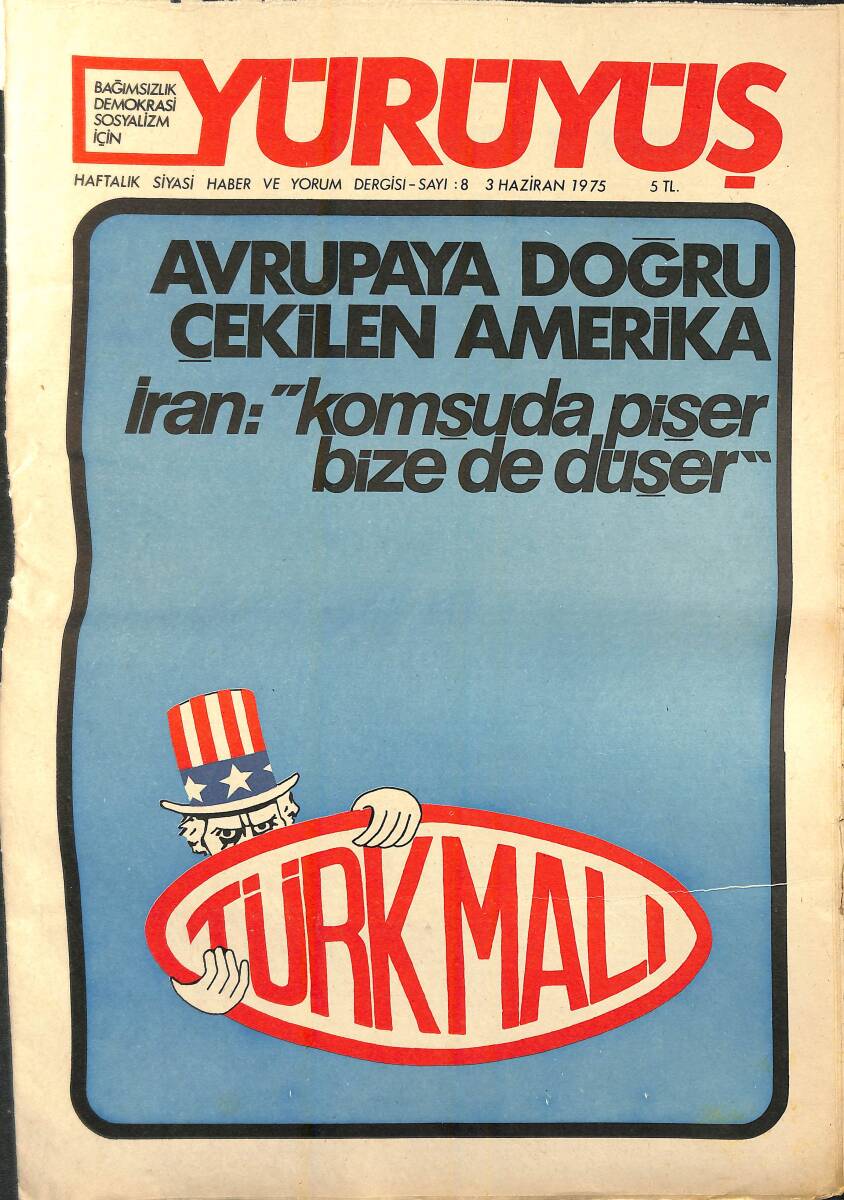 BAĞIMSIZLIK
DEMOKRASİ
SOSYALİZM
İÇİN
YÜRÜYÜŞ
HAFTALIK SİYASİ HABER VE YORUM DERGİSİ - SAYI : 8 3 HAZİRAN 1975 5 TL.
AVRUPAYA DOĞRU
ÇEKİLEN AMERİKA
İran: "komşuda pişer
bize de düşer"
TÜRK MALI